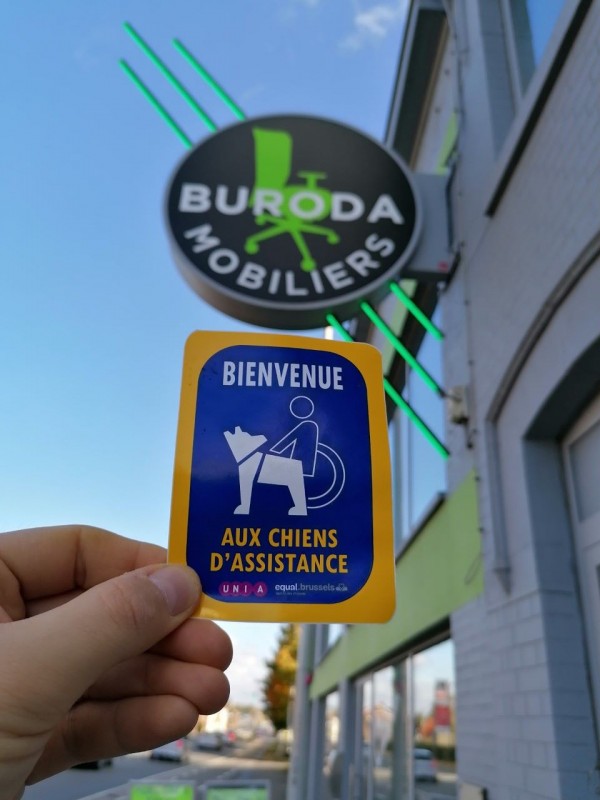 BURODA
MOBILIERS
BIENVENUE
AUX CHIENS
D'ASSISTANCE
UNIA equal.brussels